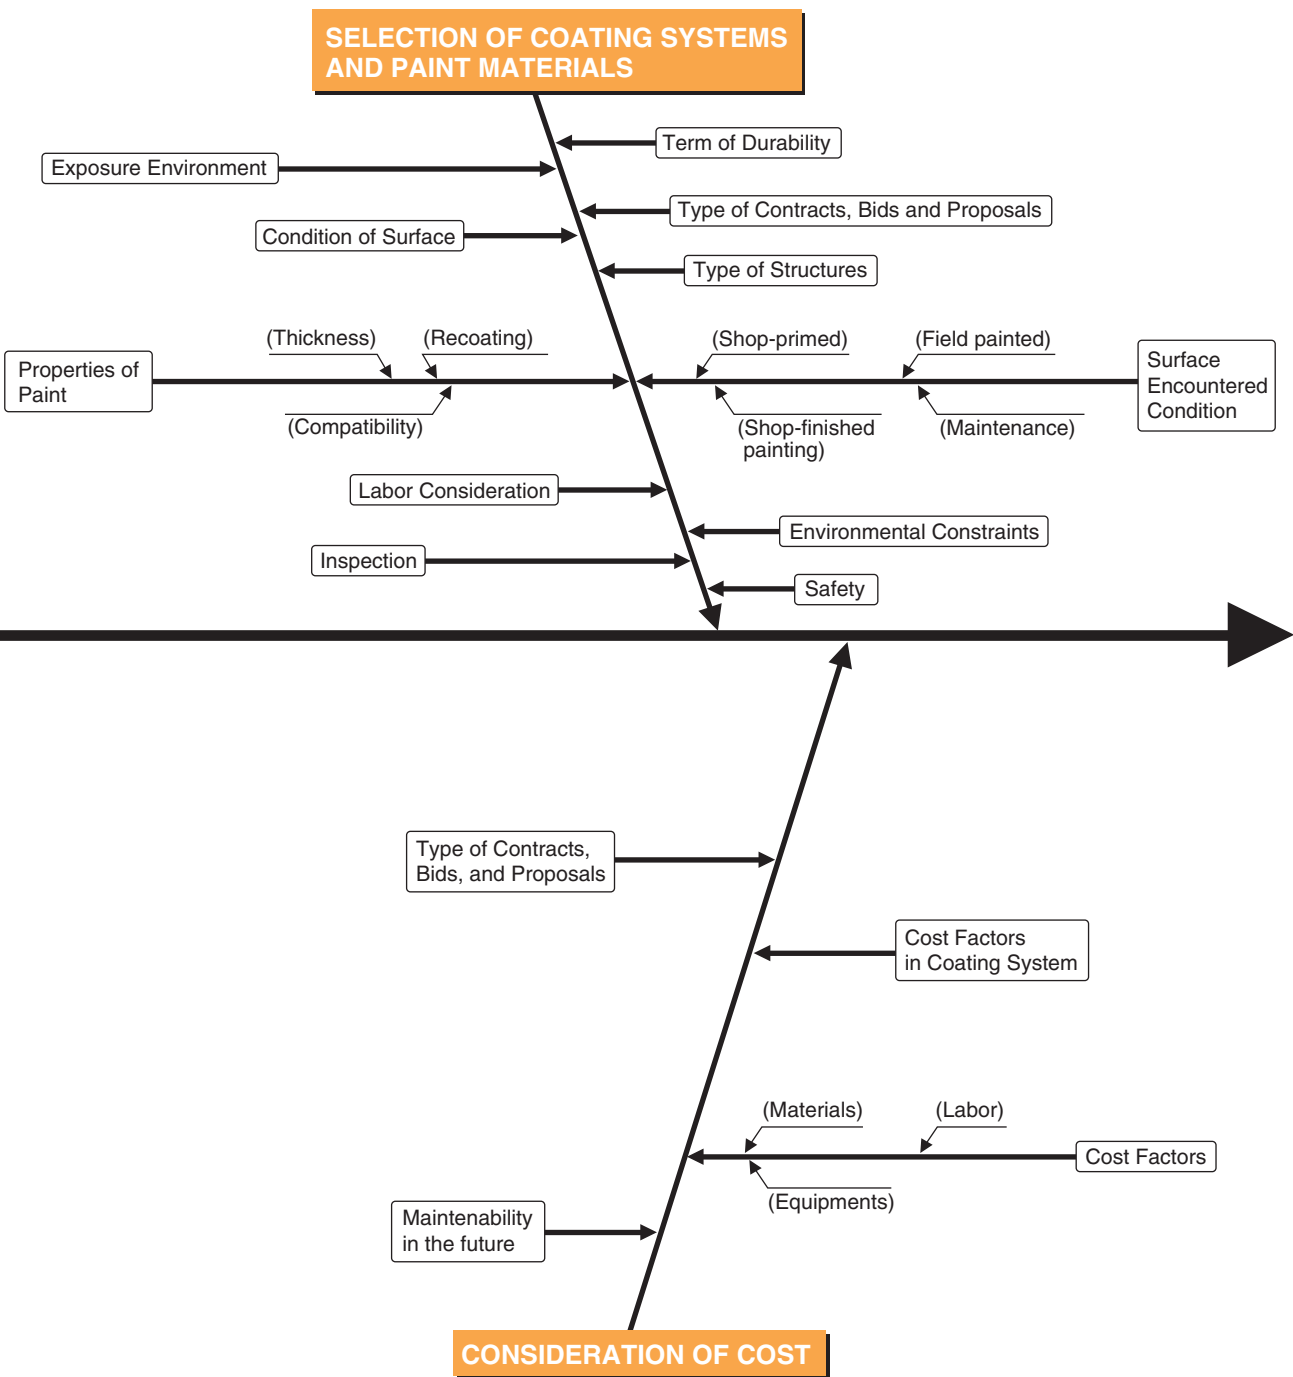 SELECTION OF COATING SYSTEMS
AND PAINT MATERIALS
Term of Durability
Exposure Environment
Type of Contracts, Bids and Proposals
Condition of Surface
Type of Structures
(Thickness)
(Recoating)
(Shop-primed)
(Field painted)
Properties of
Paint
Surface
Encountered
Condition
(Compatibility)
(Shop-finished
painting)
(Maintenance)
Labor Consideration
Environmental Constraints
Inspection
Safety
Type of Contracts,
Bids, and Proposals
Cost Factors
in Coating System
(Materials)
(Labor)
Cost Factors
(Equipments)
Maintenability
in the future
CONSIDERATION OF COST